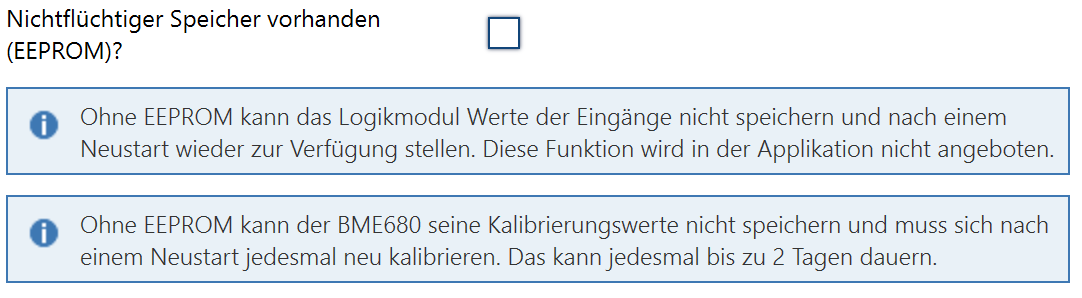 Nichtflüchtiger Speicher vorhanden
(EEPROM)?
Ohne EEPROM kann das Logikmodul Werte der Eingänge nicht speichern und nach einem
Neustart wieder zur Verfügung stellen. Diese Funktion wird in der Applikation nicht angeboten.
Ohne EEPROM kann der BME680 seine Kalibrierungswerte nicht speichern und muss sich nach
einem Neustart jedesmal neu kalibrieren. Das kann jedesmal bis zu 2 Tagen dauern.